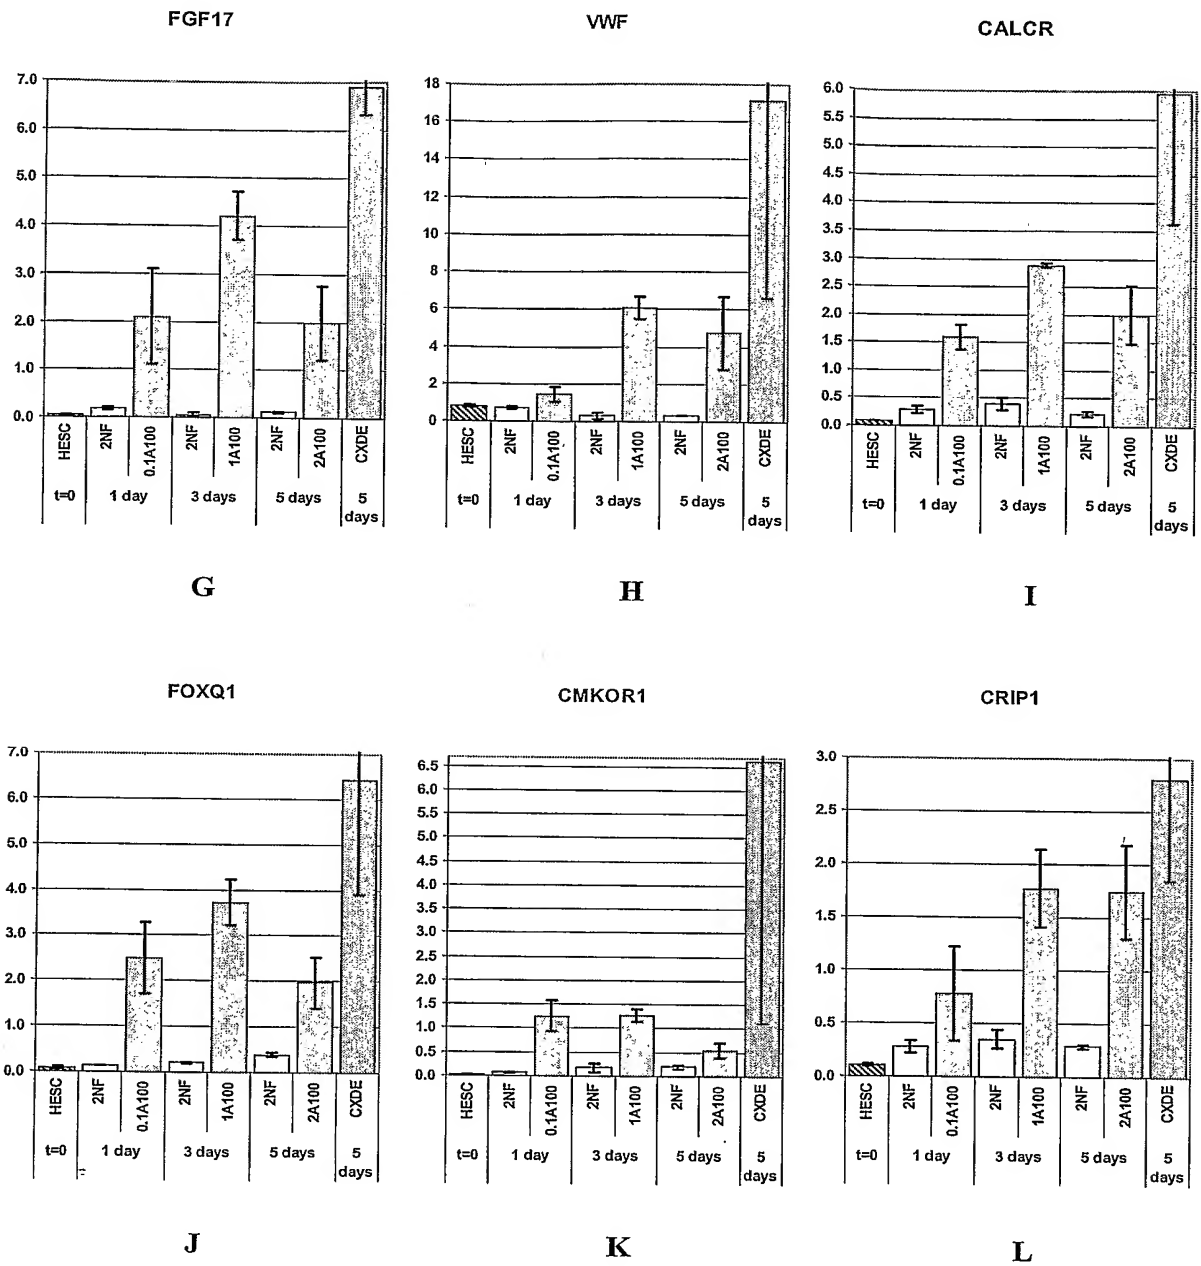 FGF17
VWF
CALCR
7.0
6.0
5.0
4.0
3.0
2.0
1.0
0.0
HESC
2NF
0.1A100
2NF
1A100
2NF
2A100
CXDE
t=0
1 day
3 days
5 days
5
days
18
16
14
12
10
8
6
4
2
0
HESC
2NF
0.1A100
2NF
1A100
2NF
2A100
CXDE
t=0
1 day
3 days
5 days
5
days
6.0
5.5
5.0
4.5
4.0
3.5
3.0
2.5
2.0
1.5
1.0
0.5
0.0
HESC
2NF
0.1A100
2NF
1A100
2NF
2A100
CXDE
t=0
1 day
3 days
5 days
5
days
G
H
I
FOXQ1
CMKOR1
CRIP1
7.0
6.0
5.0
4.0
3.0
2.0
1.0
0.0
HESC
2NF
0.1A100
2NF
1A100
2NF
2A100
CXDE
t=0
1 day
3 days
5 days
5
days
6.5
6.0
5.5
5.0
4.5
4.0
3.5
3.0
2.5
2.0
1.5
1.0
0.5
0.0
HESC
2NF
0.1A100
2NF
1A100
2NF
2A100
CXDE
t=0
1 day
3 days
5 days
5
days
3.0
2.5
2.0
1.5
1.0
0.5
0.0
HESC
2NF
0.1A100
2NF
1A100
2NF
2A100
CXDE
t=0
1 day
3 days
5 days
5
days
J
K
L